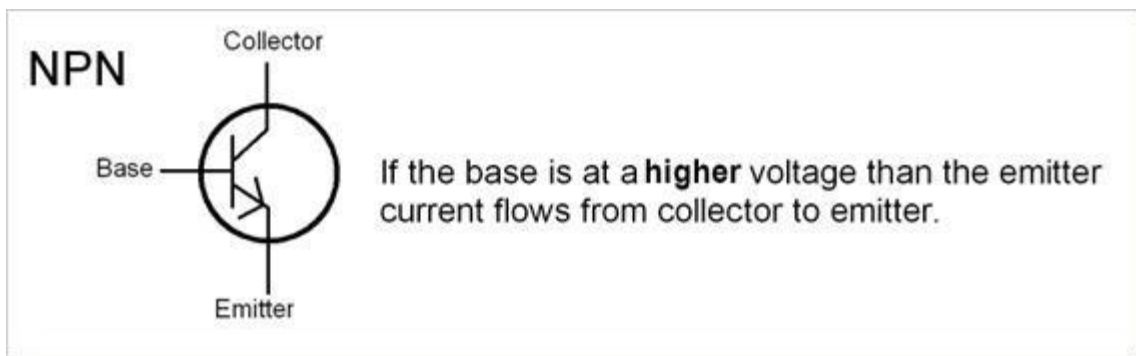 Collector
NPN
Base
If the base is at a higher voltage than the emitter
current flows from collector to emitter.
Emitter